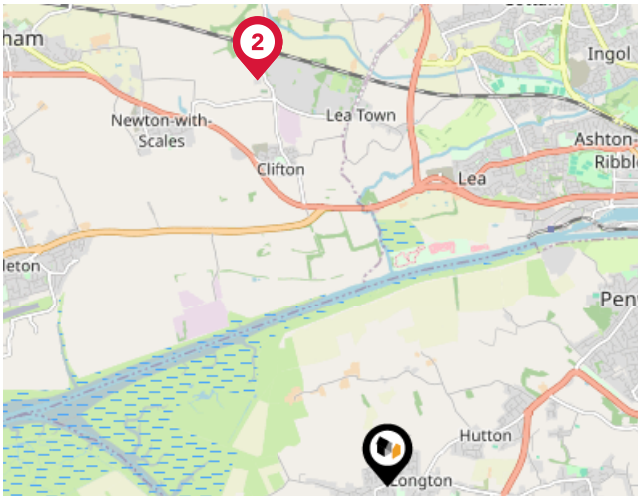 ham
2
Ingol
Newton-with-
Scales
Lea Town
Ashton-
Ribble
Clifton
Lea
leton
Pen
Hutton
Longton